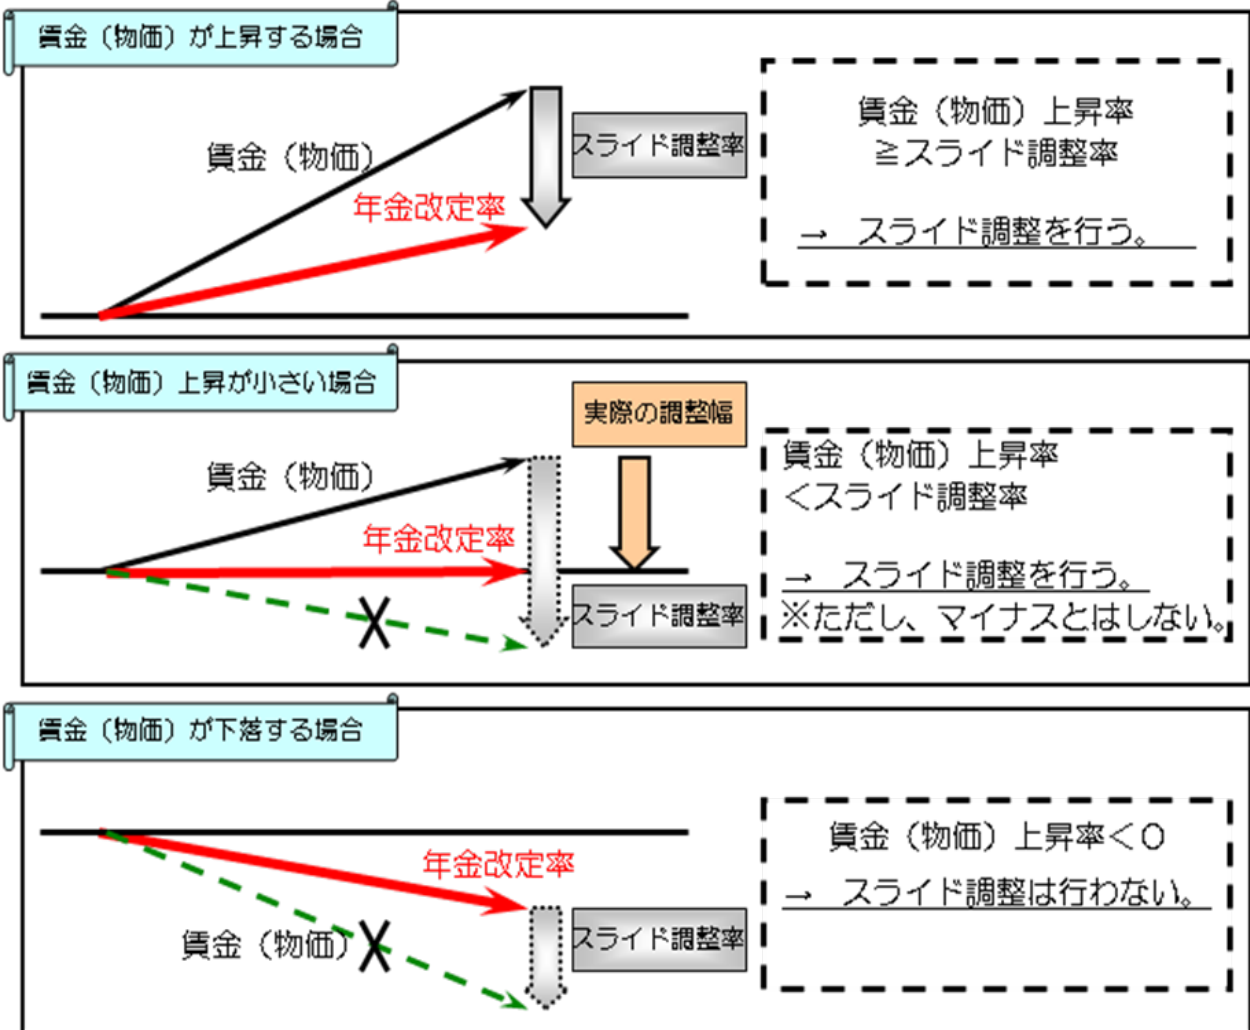 賃金（物価）が上昇する場合
賃金（物価）
年金改定率
スライド調整率
賃金（物価）上昇率
≧スライド調整率
→　スライド調整を行う。
賃金（物価）上昇が小さい場合
実際の調整幅
賃金（物価）
年金改定率
スライド調整率
賃金（物価）上昇率
＜スライド調整率
→　スライド調整を行う。
※ただし、マイナスとはしない。
賃金（物価）が下落する場合
年金改定率
賃金（物価）
スライド調整率
賃金（物価）上昇率＜０
→　スライド調整は行わない。